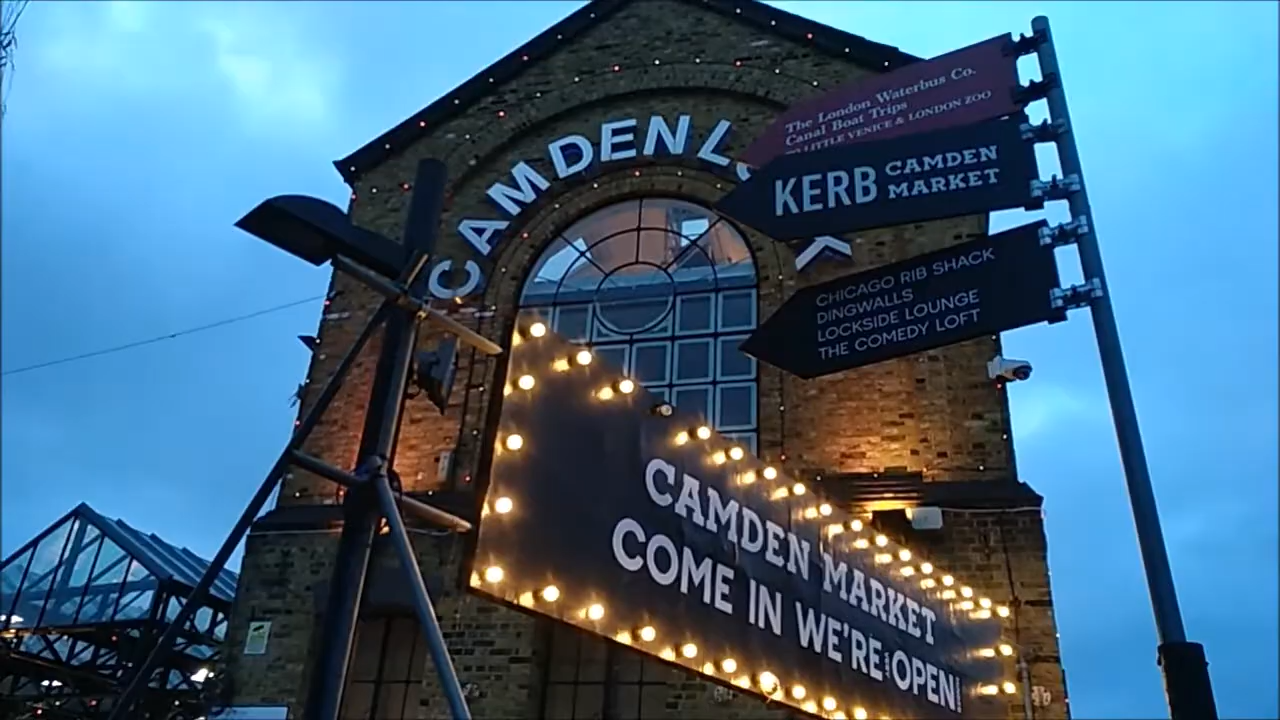 The London Waterbus Co.
Canal Boat Trips
TO LITTLE VENICE & LONDON ZOO
KERB CAMDEN
MARKET
CAMDEN L
CHICAGO RIB SHACK
DINGWALLS
LOCKSIDE LOUNGE
THE COMEDY LOFT
CAMDEN MARKET
COME IN WE'RE OPEN!